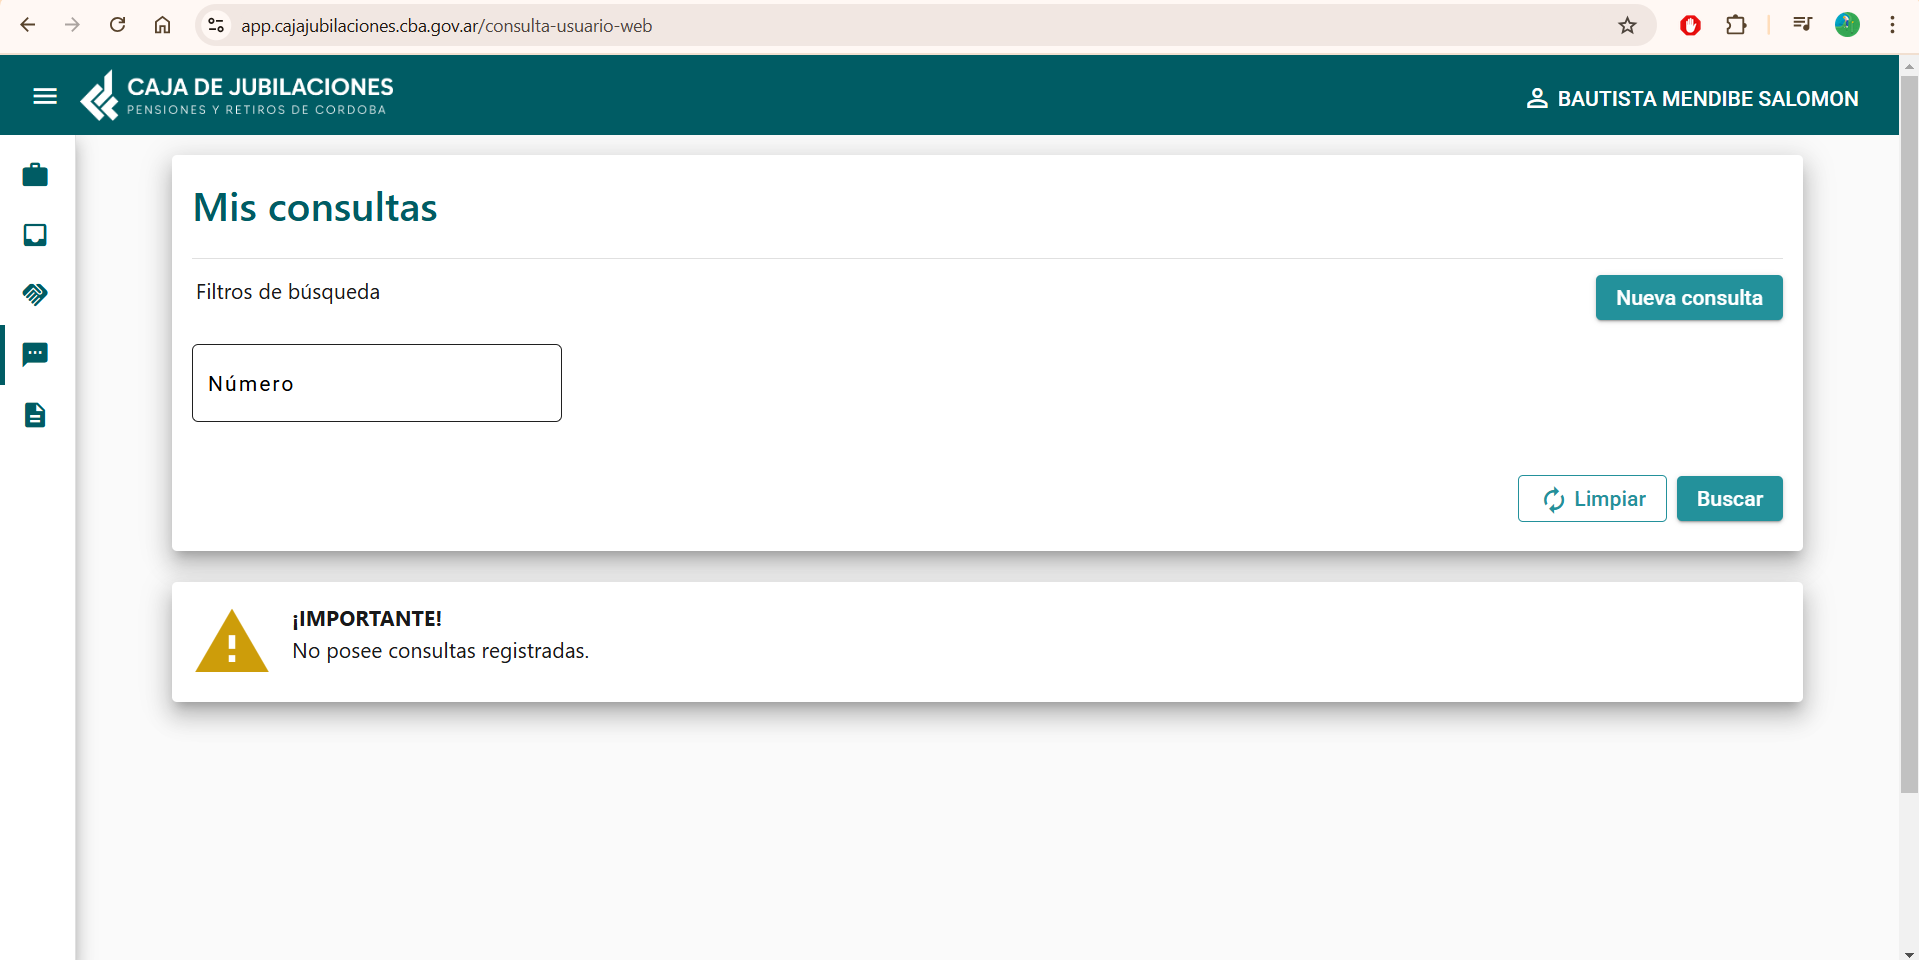 app.cajajubilaciones.cba.gov.ar/consulta-usuario-web
CAJA DE JUBILACIONES
PENSIONES Y RETIROS DE CORDOBA
BAUTISTA MENDIBE SALOMON
Mis consultas
Filtros de búsqueda
Nueva consulta
Número
Limpiar
Buscar
¡IMPORTANTE!
No posee consultas registradas.